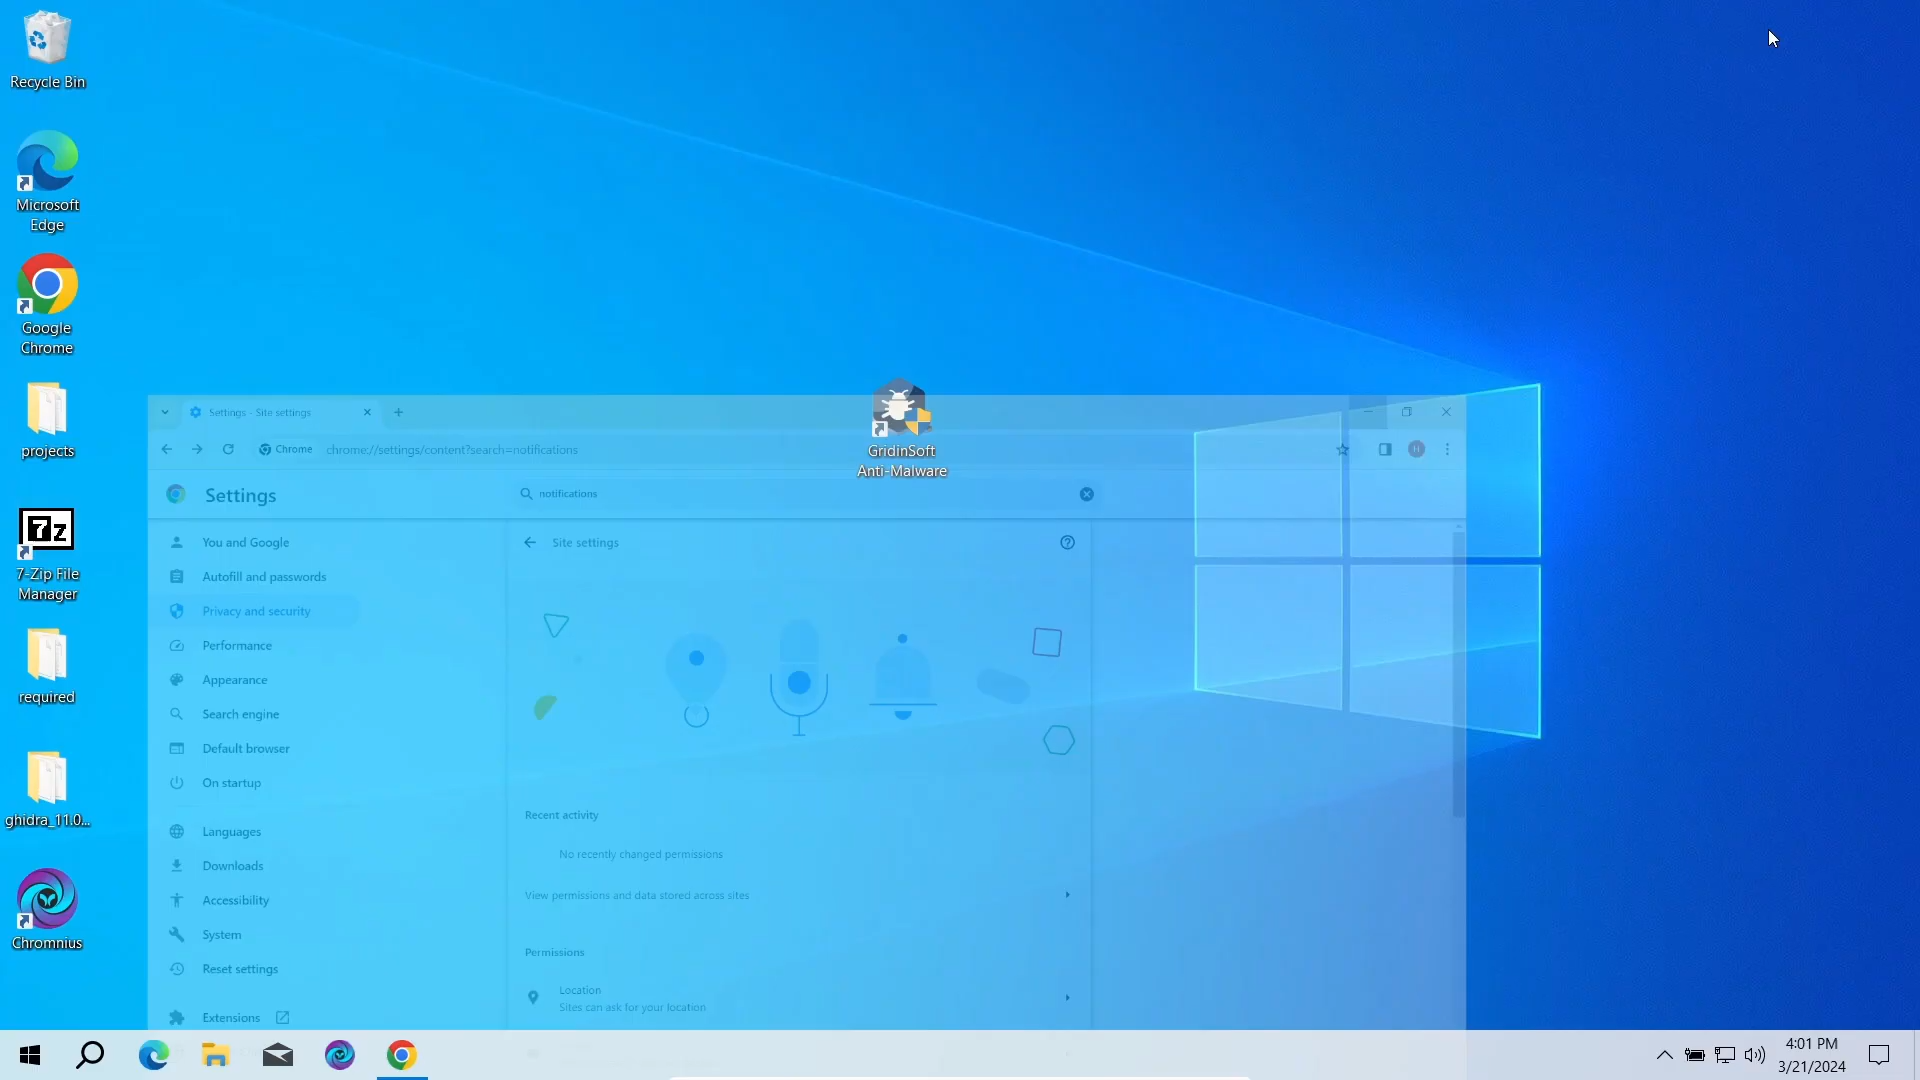 Recycle Bin
Microsoft
Edge
Google
Chrome
projects
7z
7-Zip File
Manager
required
ghidra_11.0...
Chromnius
GridinSoft
Anti-Malware
Settings - Site settings
Chrome
chrome://settings/content?search=notifications
H
Settings
notifications
You and Google
Autofill and passwords
Privacy and security
Performance
Appearance
Search engine
Default browser
On startup
Languages
Downloads
Accessibility
System
Reset settings
Extensions
Site settings
Recent activity
No recently changed permissions
View permissions and data stored across sites
Permissions
Location
Sites can ask for your location
4:01 PM
3/21/2024